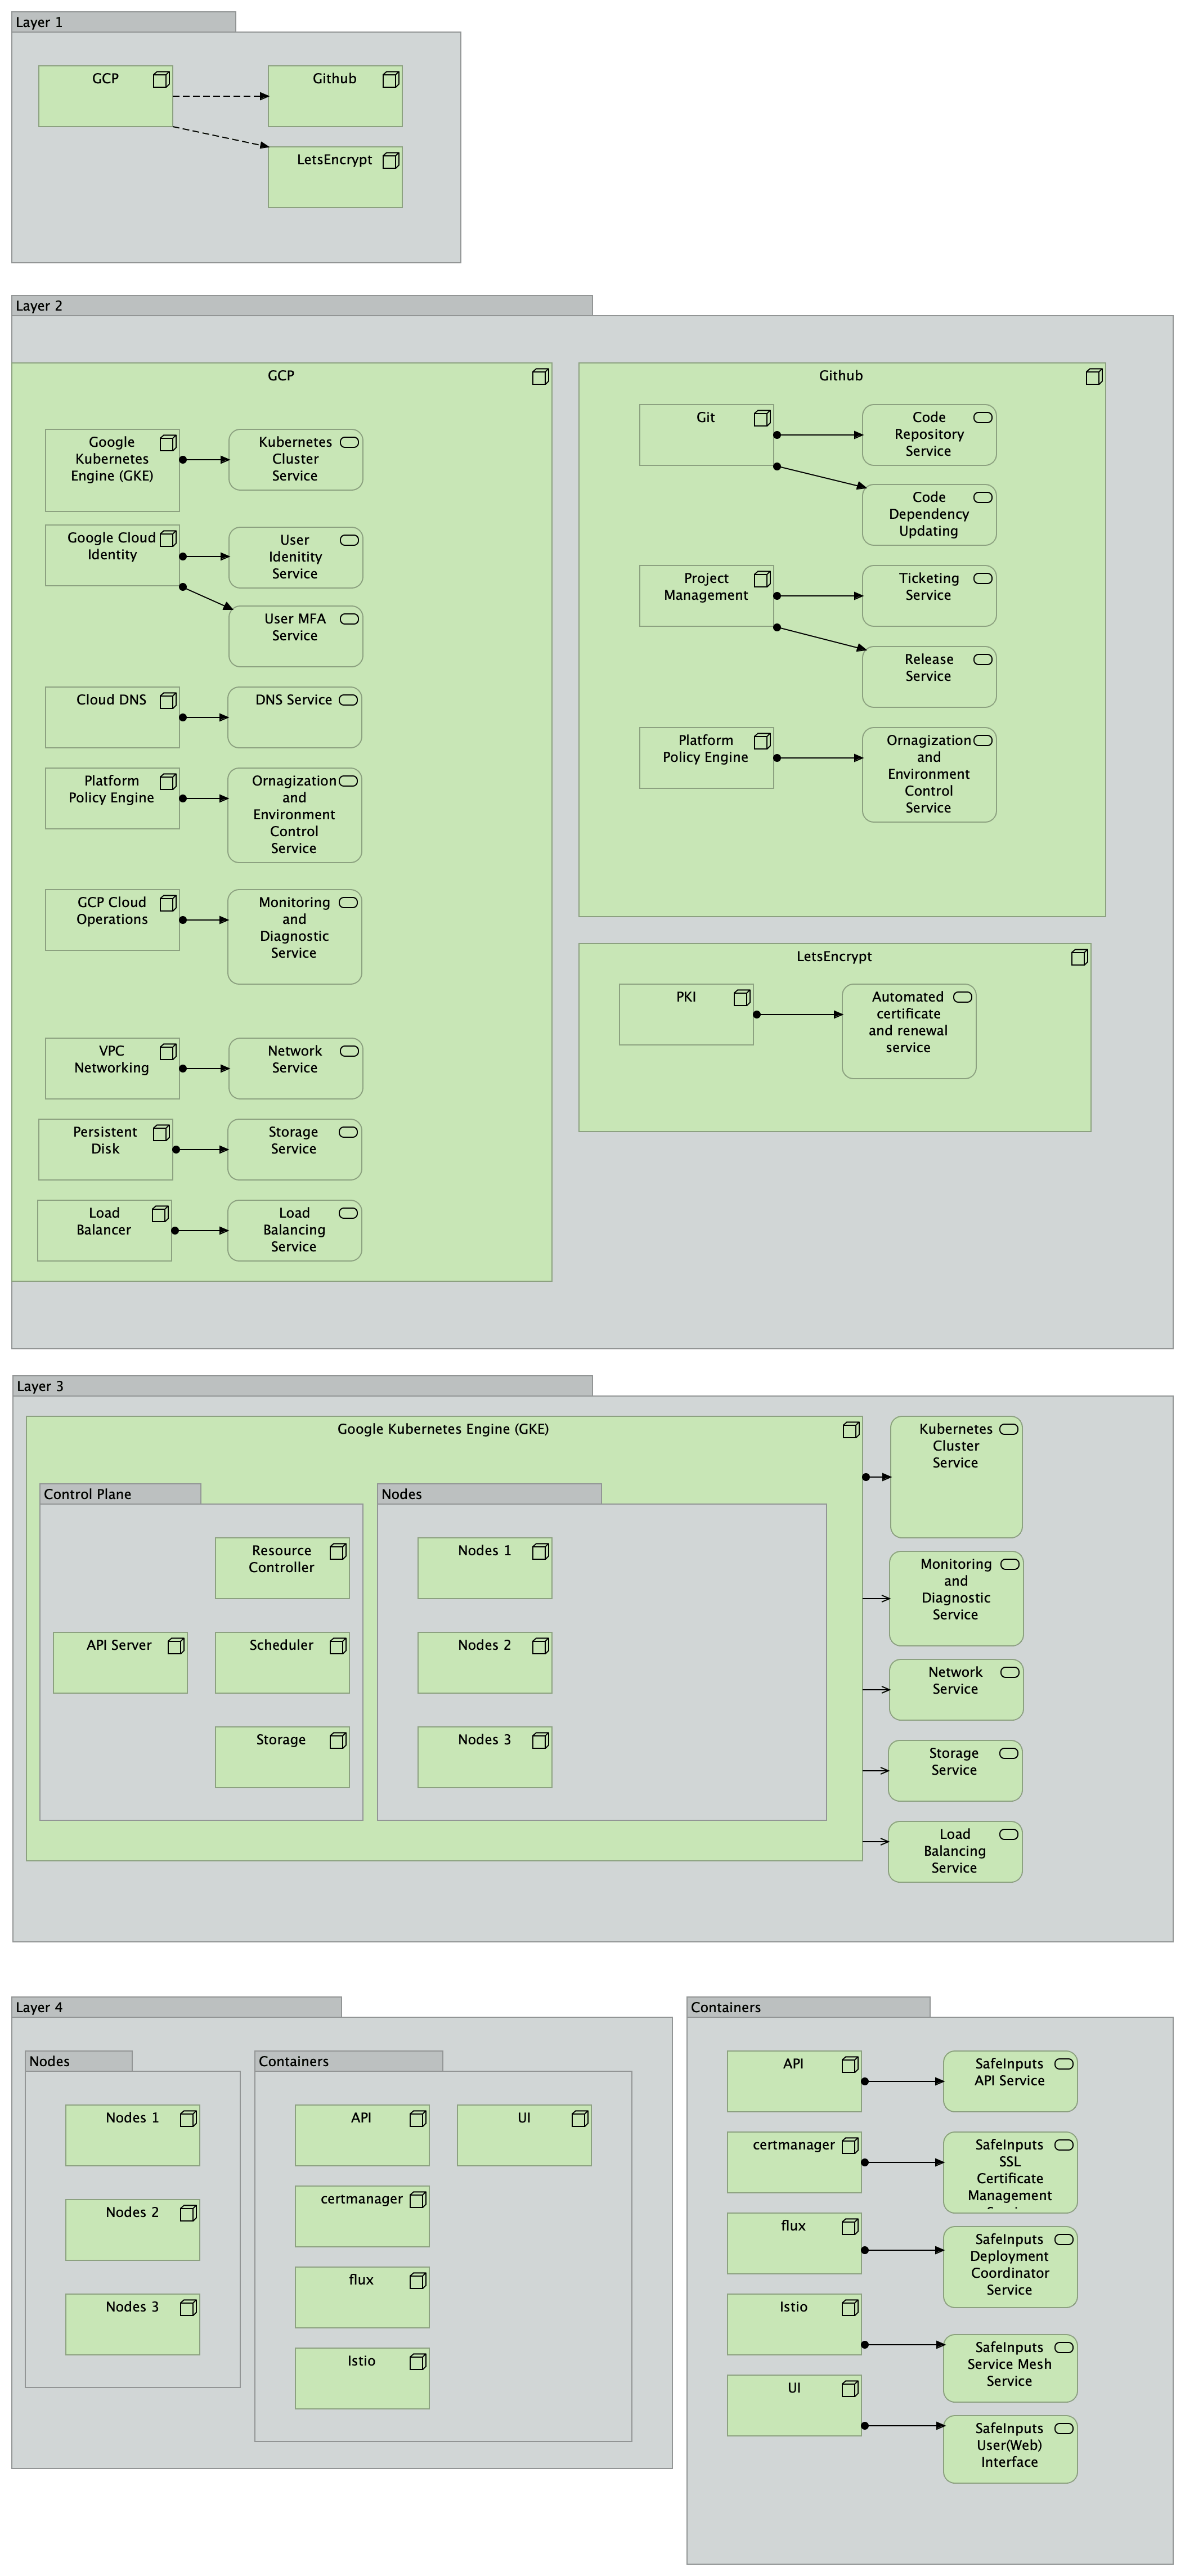 Layer 1
GCP
Github
LetsEncrypt
Layer 2
GCP
Google
Kubernetes
Engine (GKE)
Kubernetes
Cluster
Service
Google Cloud
Identity
User
Idenitity
Service
User MFA
Service
Cloud DNS
DNS Service
Platform
Policy Engine
Ornagization
and
Environment
Control
Service
GCP Cloud
Operations
Monitoring
and
Diagnostic
Service
VPC
Networking
Network
Service
Persistent
Disk
Storage
Service
Load
Balancer
Load
Balancing
Service
Github
Git
Code
Repository
Service
Code
Dependency
Updating
Project
Management
Ticketing
Service
Release
Service
Platform
Policy Engine
Ornagization
and
Environment
Control
Service
LetsEncrypt
PKI
Automated
certificate
and renewal
service
Layer 3
Google Kubernetes Engine (GKE)
Control Plane
Resource
Controller
API Server
Scheduler
Storage
Nodes
Nodes 1
Nodes 2
Nodes 3
Kubernetes
Cluster
Service
Monitoring
and
Diagnostic
Service
Network
Service
Storage
Service
Load
Balancing
Service
Layer 4
Nodes
Nodes 1
Nodes 2
Nodes 3
Containers
API
UI
certmanager
flux
Istio
Containers
API
SafeInputs
API Service
certmanager
SafeInputs
SSL
Certificate
Management
flux
SafeInputs
Deployment
Coordinator
Service
Istio
SafeInputs
Service Mesh
Service
UI
SafeInputs
User(Web)
Interface